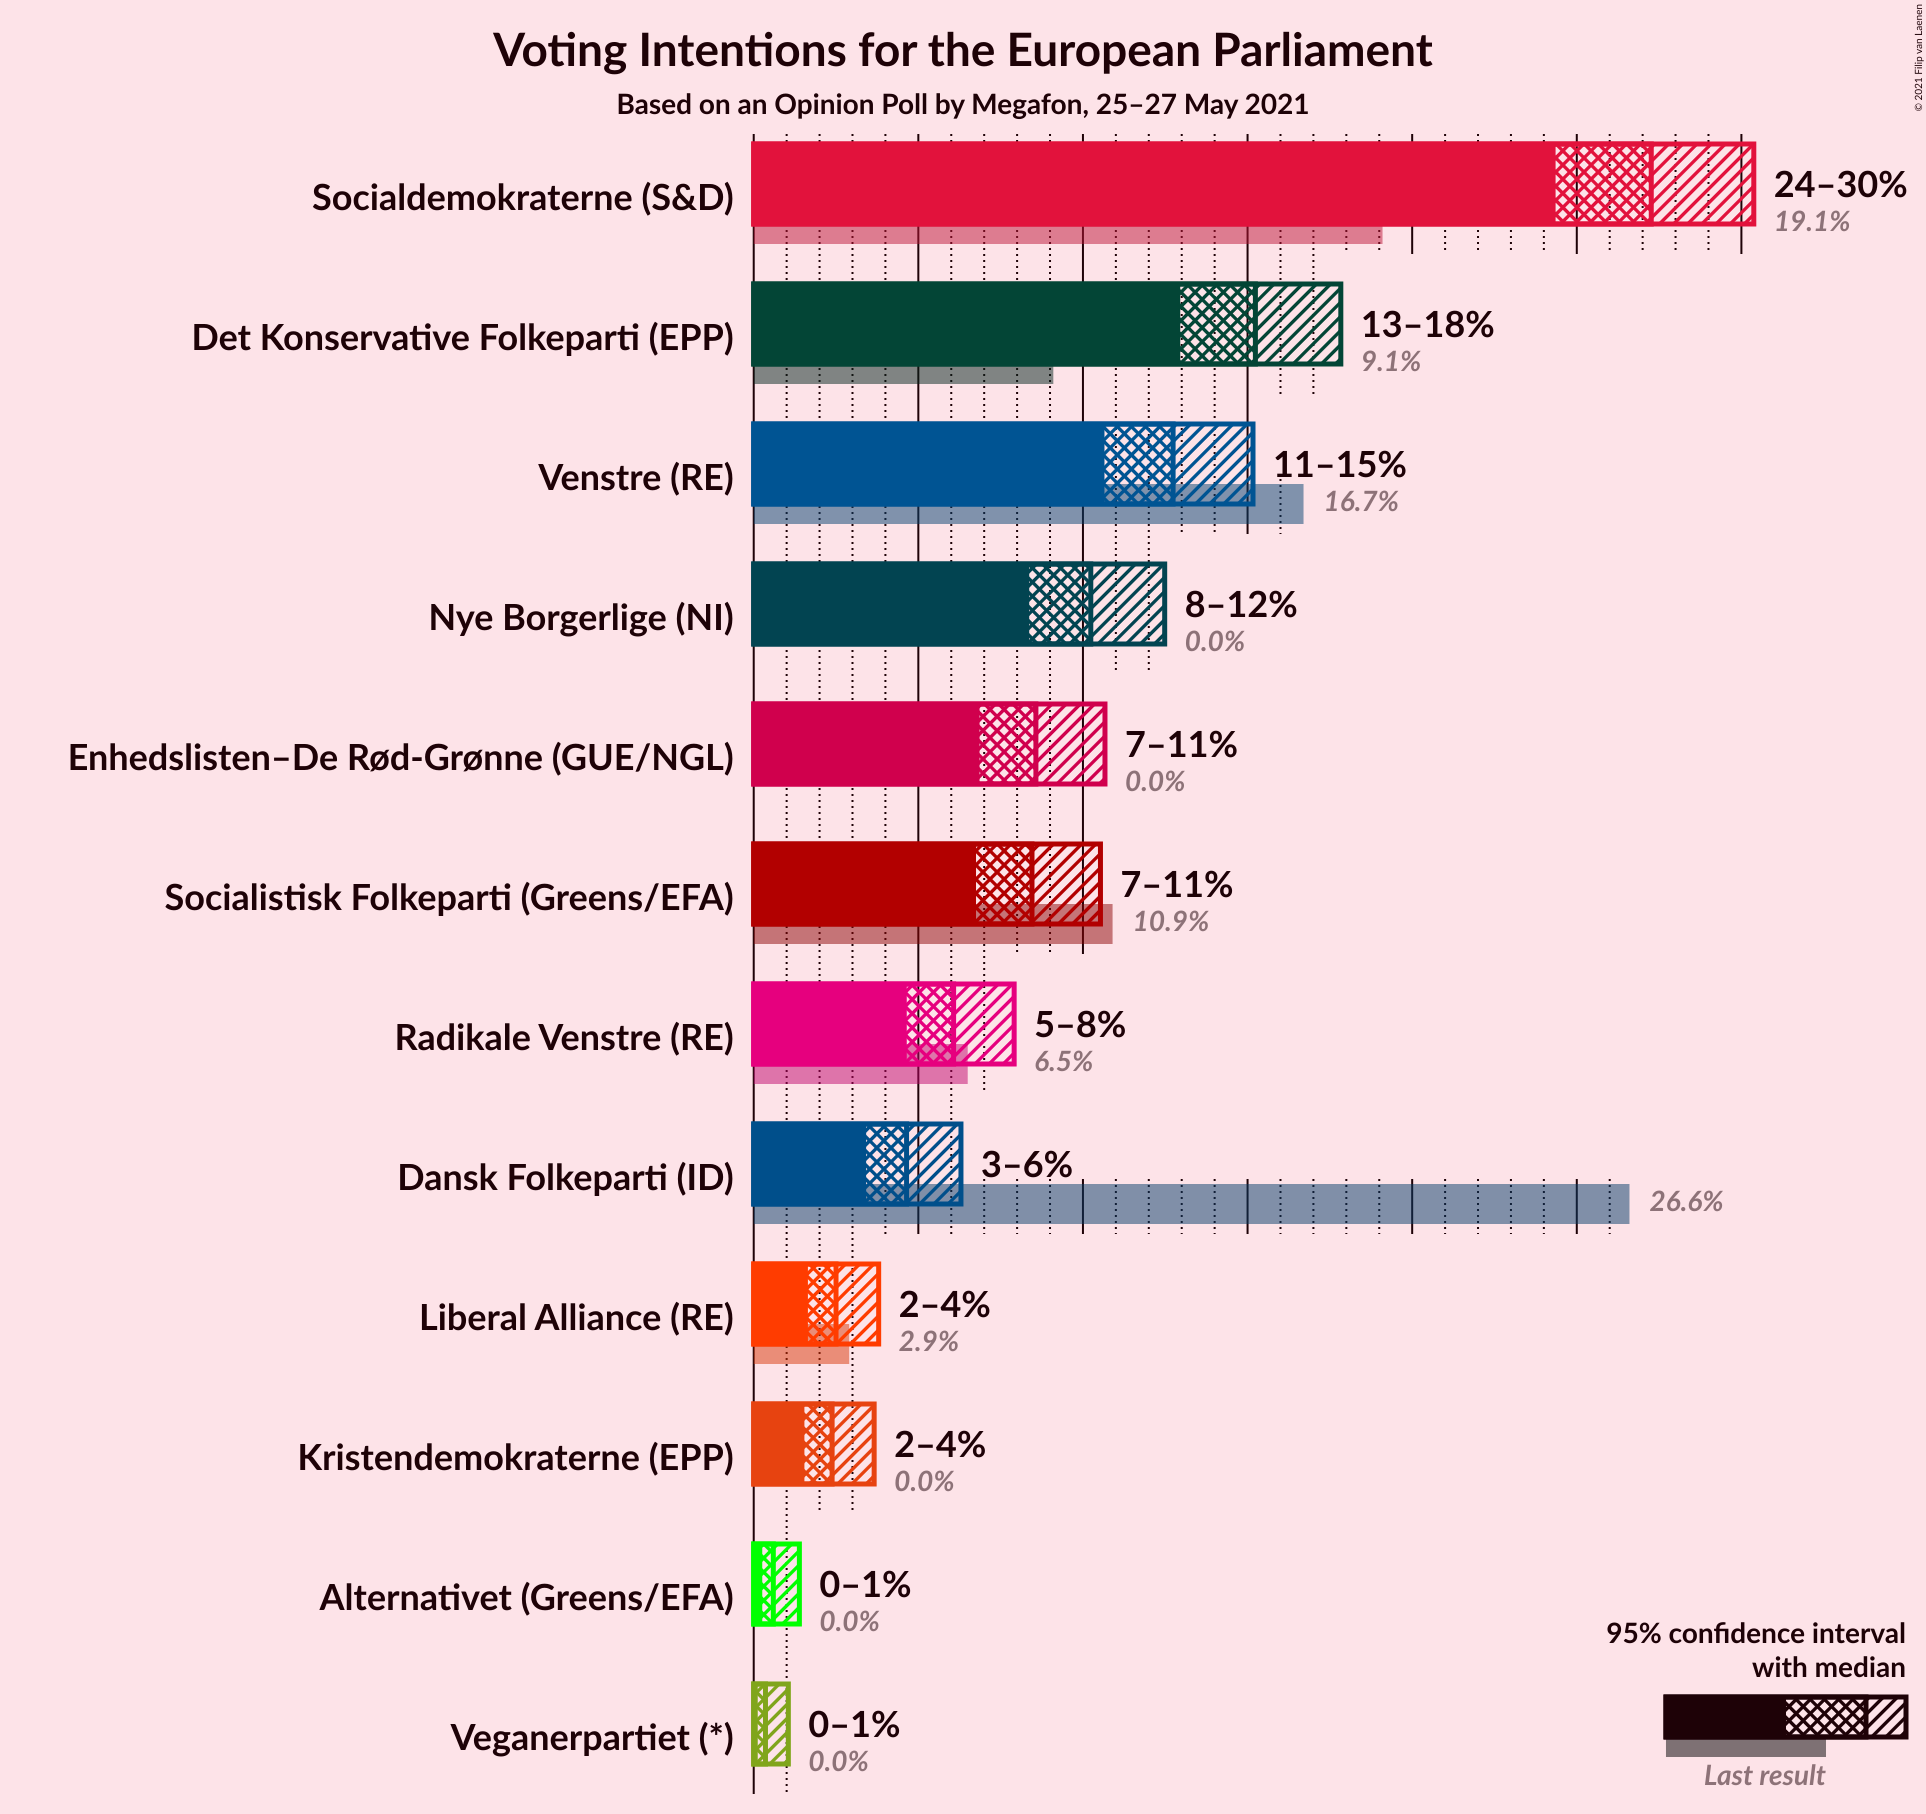 Voting Intentions for the European Parliament
Based on an Opinion Poll by Megafon, 25–27 May 2021
© 2021 Filip van Laenen
Socialdemokraterne (S&D)
24–30%
19.1%
Det Konservative Folkeparti (EPP)
13–18%
9.1%
Venstre (RE)
11–15%
16.7%
Nye Borgerlige (NI)
8–12%
0.0%
Enhedslisten–De Rød-Grønne (GUE/NGL)
7–11%
0.0%
Socialistisk Folkeparti (Greens/EFA)
7–11%
10.9%
Radikale Venstre (RE)
5–8%
6.5%
Dansk Folkeparti (ID)
3–6%
26.6%
Liberal Alliance (RE)
2–4%
2.9%
Kristendemokraterne (EPP)
2–4%
0.0%
Alternativet (Greens/EFA)
0–1%
0.0%
Veganerpartiet (*)
0–1%
0.0%
95% confidence interval
with median
Last result